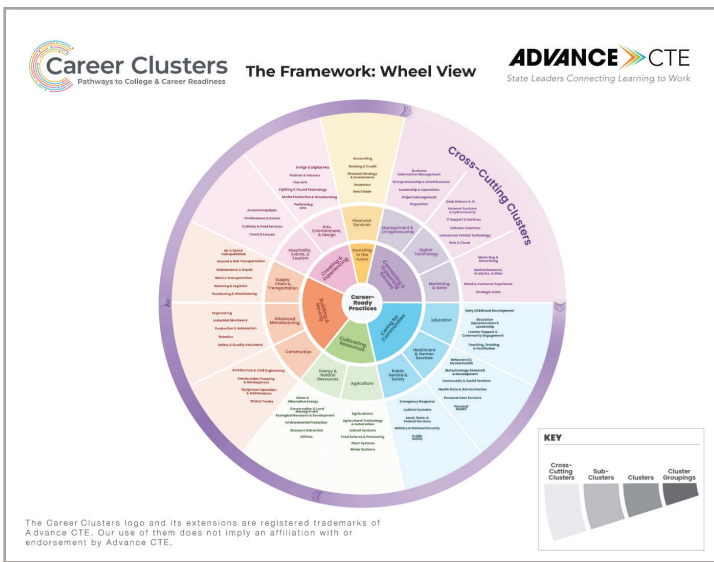 Career Clusters
Pathways to College & Career Readiness
The Framework: Wheel View
ADVANCE CTE
State Leaders Connecting Learning to Work
Cross-Cutting Clusters
Career-
Ready
Practices
Investing in the
Future
Financial
Services
Accounting
Banking & Credit
Financial Strategy
& Investments
Insurance
Real Estate
Connecting &
Supporting
Success
Management &
Entrepreneurship
Business
Information Management
Entrepreneurship & Small Business
Leadership & Operations
Project Management
Regulation
Digital
Technology
Data Science & AI
Network Systems
& Cybersecurity
IT Support & Services
Software Solutions
Unmanned Vehicle Technology
Web & Cloud
Marketing
& Sales
Marketing &
Advertising
Market Research,
Analytics, & Ethics
Retail & Customer Experience
Strategic Sales
Caring for
Communities
Education
Early Childhood Development
Education
Administration &
Leadership
Learner Support &
Community Engagement
Teaching, Training,
& Facilitation
Healthcare
& Human
Services
Behavioral &
Mental Health
Biotechnology Research
& Development
Community & Social Services
Health Data & Administration
Personal Care Services
Physical
Health
Public
Service &
Safety
Emergency Response
Judicial Systems
Local, State, &
Federal Services
Military & National Security
Public
Safety
Cultivating
Resources
Agriculture
Agribusiness
Agricultural Technology
& Automation
Animal Systems
Food Science & Processing
Plant Systems
Water Systems
Energy &
Natural
Resources
Clean &
Alternative Energy
Conservation & Land
Management
Ecological Research & Development
Environmental Protection
Resource Extraction
Utilities
Building &
Moving
Construction
Architecture & Civil Engineering
Construction Planning
& Development
Equipment Operation
& Maintenance
Skilled Trades
Advanced
Manufacturing
Engineering
Industrial Machinery
Production & Automation
Robotics
Safety & Quality Assurance
Supply
Chain &
Transportation
Air & Space
Transportation
Ground & Rail Transportation
Maintenance & Repair
Marine Transportation
Planning & Logistics
Purchasing & Warehousing
Creating &
Experiencing
Hospitality,
Events, &
Tourism
Accommodations
Conferences & Events
Culinary & Food Services
Travel & Leisure
Arts,
Entertainment,
& Design
Design & Digital Arts
Fashion & Interiors
Fine Arts
Lighting & Sound Technology
Media Production & Broadcasting
Performing
Arts
KEY
Cross-
Cutting
Clusters
Sub-
Clusters
Clusters
Cluster
Groupings
The Career Clusters logo and its extensions are registered trademarks of
Advance CTE. Our use of them does not imply an affiliation with or
endorsement by Advance CTE.